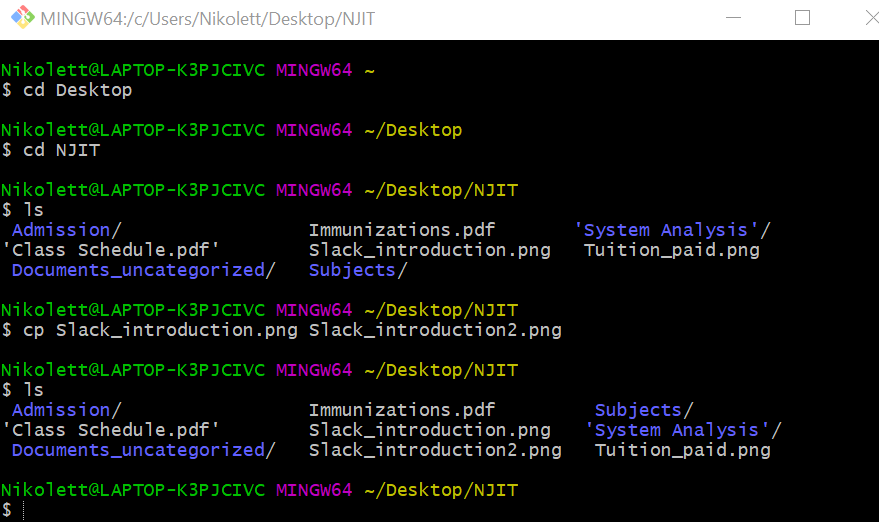 MINGW64:/c/Users/Nikolett/Desktop/NJIT
Nikolett@LAPTOP-K3PJCIVC MINGW64 ~
$ cd Desktop
Nikolett@LAPTOP-K3PJCIVC MINGW64 ~/Desktop
$ cd NJIT
Nikolett@LAPTOP-K3PJCIVC MINGW64 ~/Desktop/NJIT
$ ls
Admission/ Immunizations.pdf 'System Analysis'/
'Class Schedule.pdf' Slack_introduction.png Tuition_paid.png
Documents_uncategorized/ Subjects/
Nikolett@LAPTOP-K3PJCIVC MINGW64 ~/Desktop/NJIT
$ cp Slack_introduction.png Slack_introduction2.png
Nikolett@LAPTOP-K3PJCIVC MINGW64 ~/Desktop/NJIT
$ ls
Admission/ Immunizations.pdf Subjects/
'Class Schedule.pdf' Slack_introduction.png 'System Analysis'/
Documents_uncategorized/ Slack_introduction2.png Tuition_paid.png
Nikolett@LAPTOP-K3PJCIVC MINGW64 ~/Desktop/NJIT
$